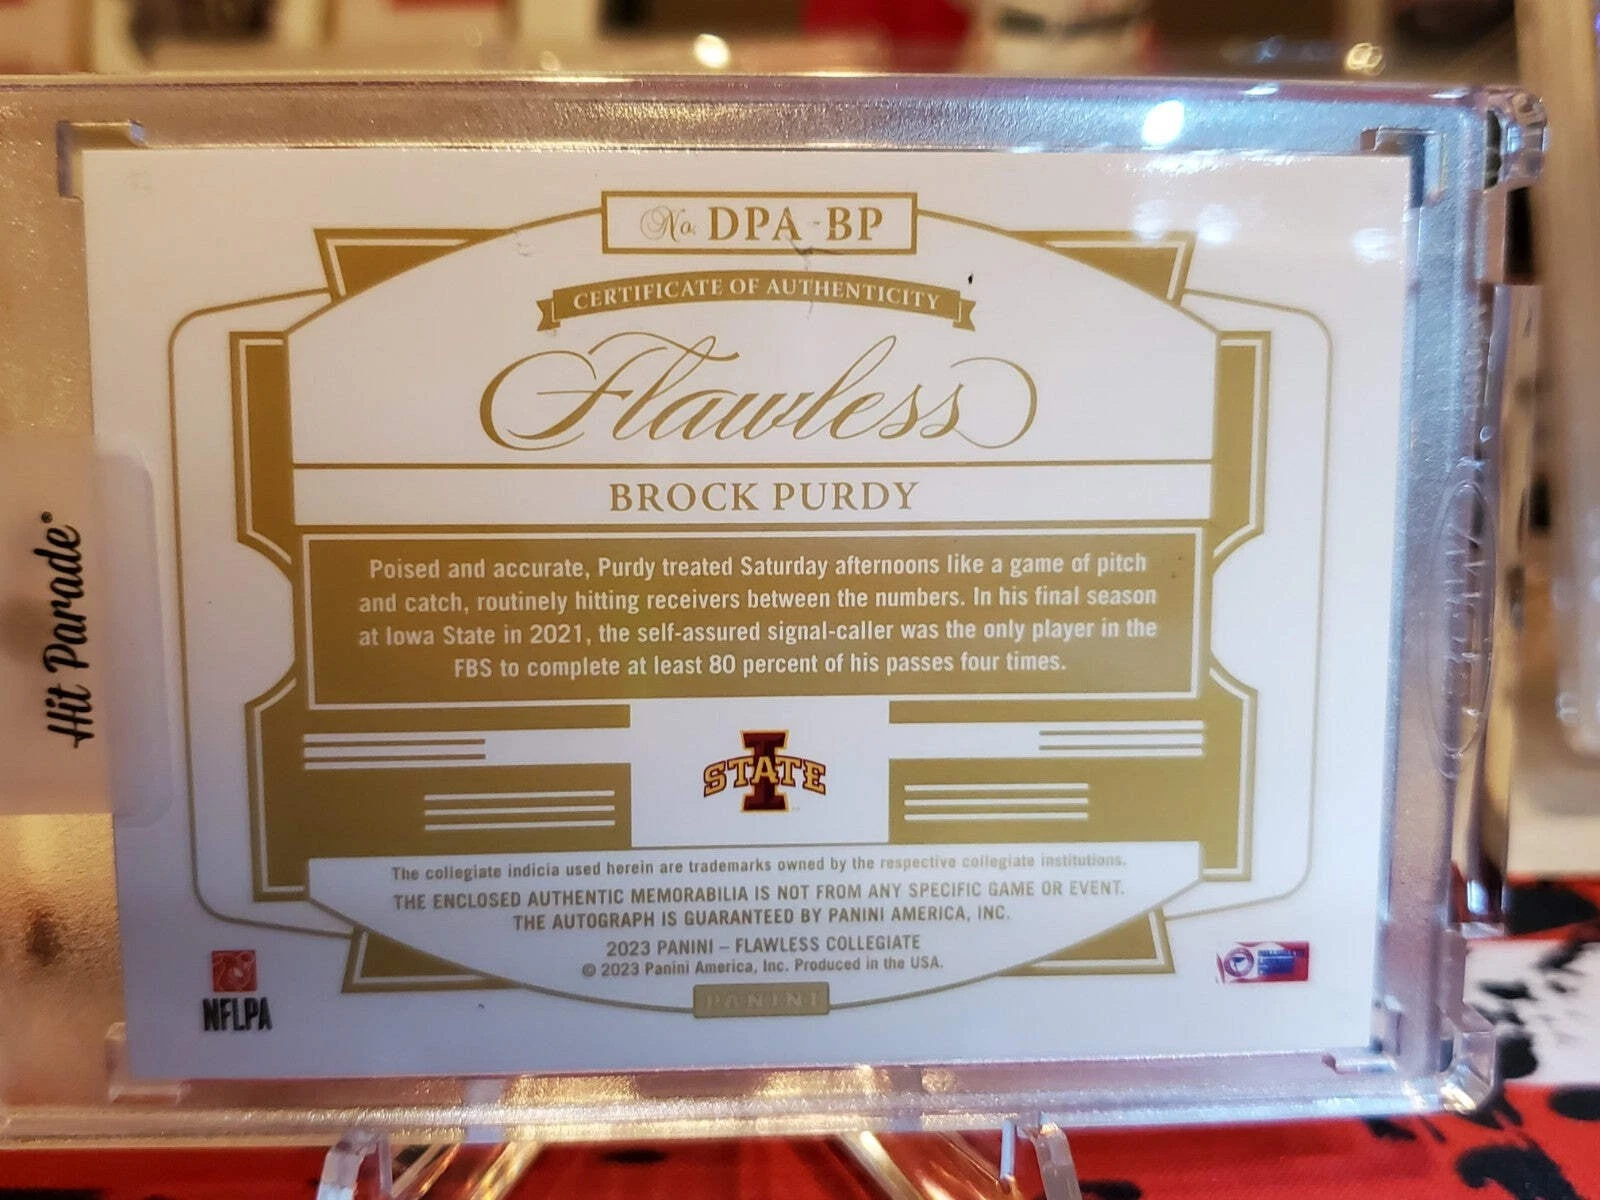 No. DPA-BP
CERTIFICATE OF AUTHENTICITY
Flawless
BROCK PURDY
Poised and accurate, Purdy treated Saturday afternoons like a game of pitch
and catch, routinely hitting receivers between the numbers. In his final season
at Iowa State in 2021, the self-assured signal-caller was the only player in the
FBS to complete at least 80 percent of his passes four times.
I
STATE
The collegiate indicia used herein are trademarks owned by the respective collegiate institutions.
THE ENCLOSED AUTHENTIC MEMORABILIA IS NOT FROM ANY SPECIFIC GAME OR EVENT.
THE AUTOGRAPH IS GUARANTEED BY PANINI AMERICA, INC.
2023 PANINI – FLAWLESS COLLEGIATE
© 2023 Panini America, Inc. Produced in the USA.
PANINI
NFLPA
Hit Parade®